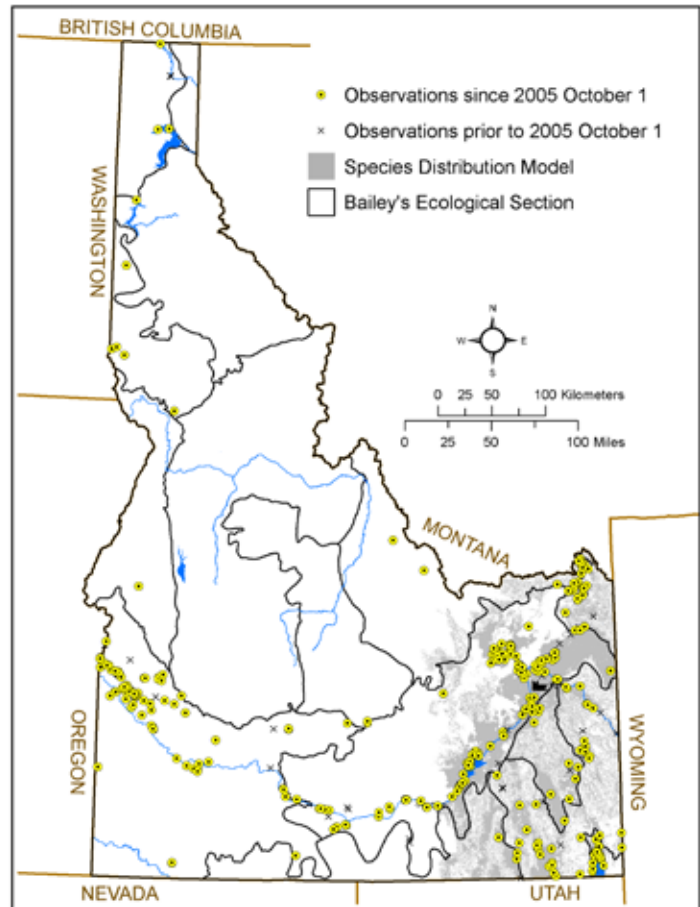 BRITISH COLUMBIA
Observations since 2005 October 1
Observations prior to 2005 October 1
Species Distribution Model
Bailey's Ecological Section
WASHINGTON
N
W E
S
0 25 50 100 Kilometers
0 25 50 100 Miles
MONTANA
OREGON
WYOMING
NEVADA
UTAH